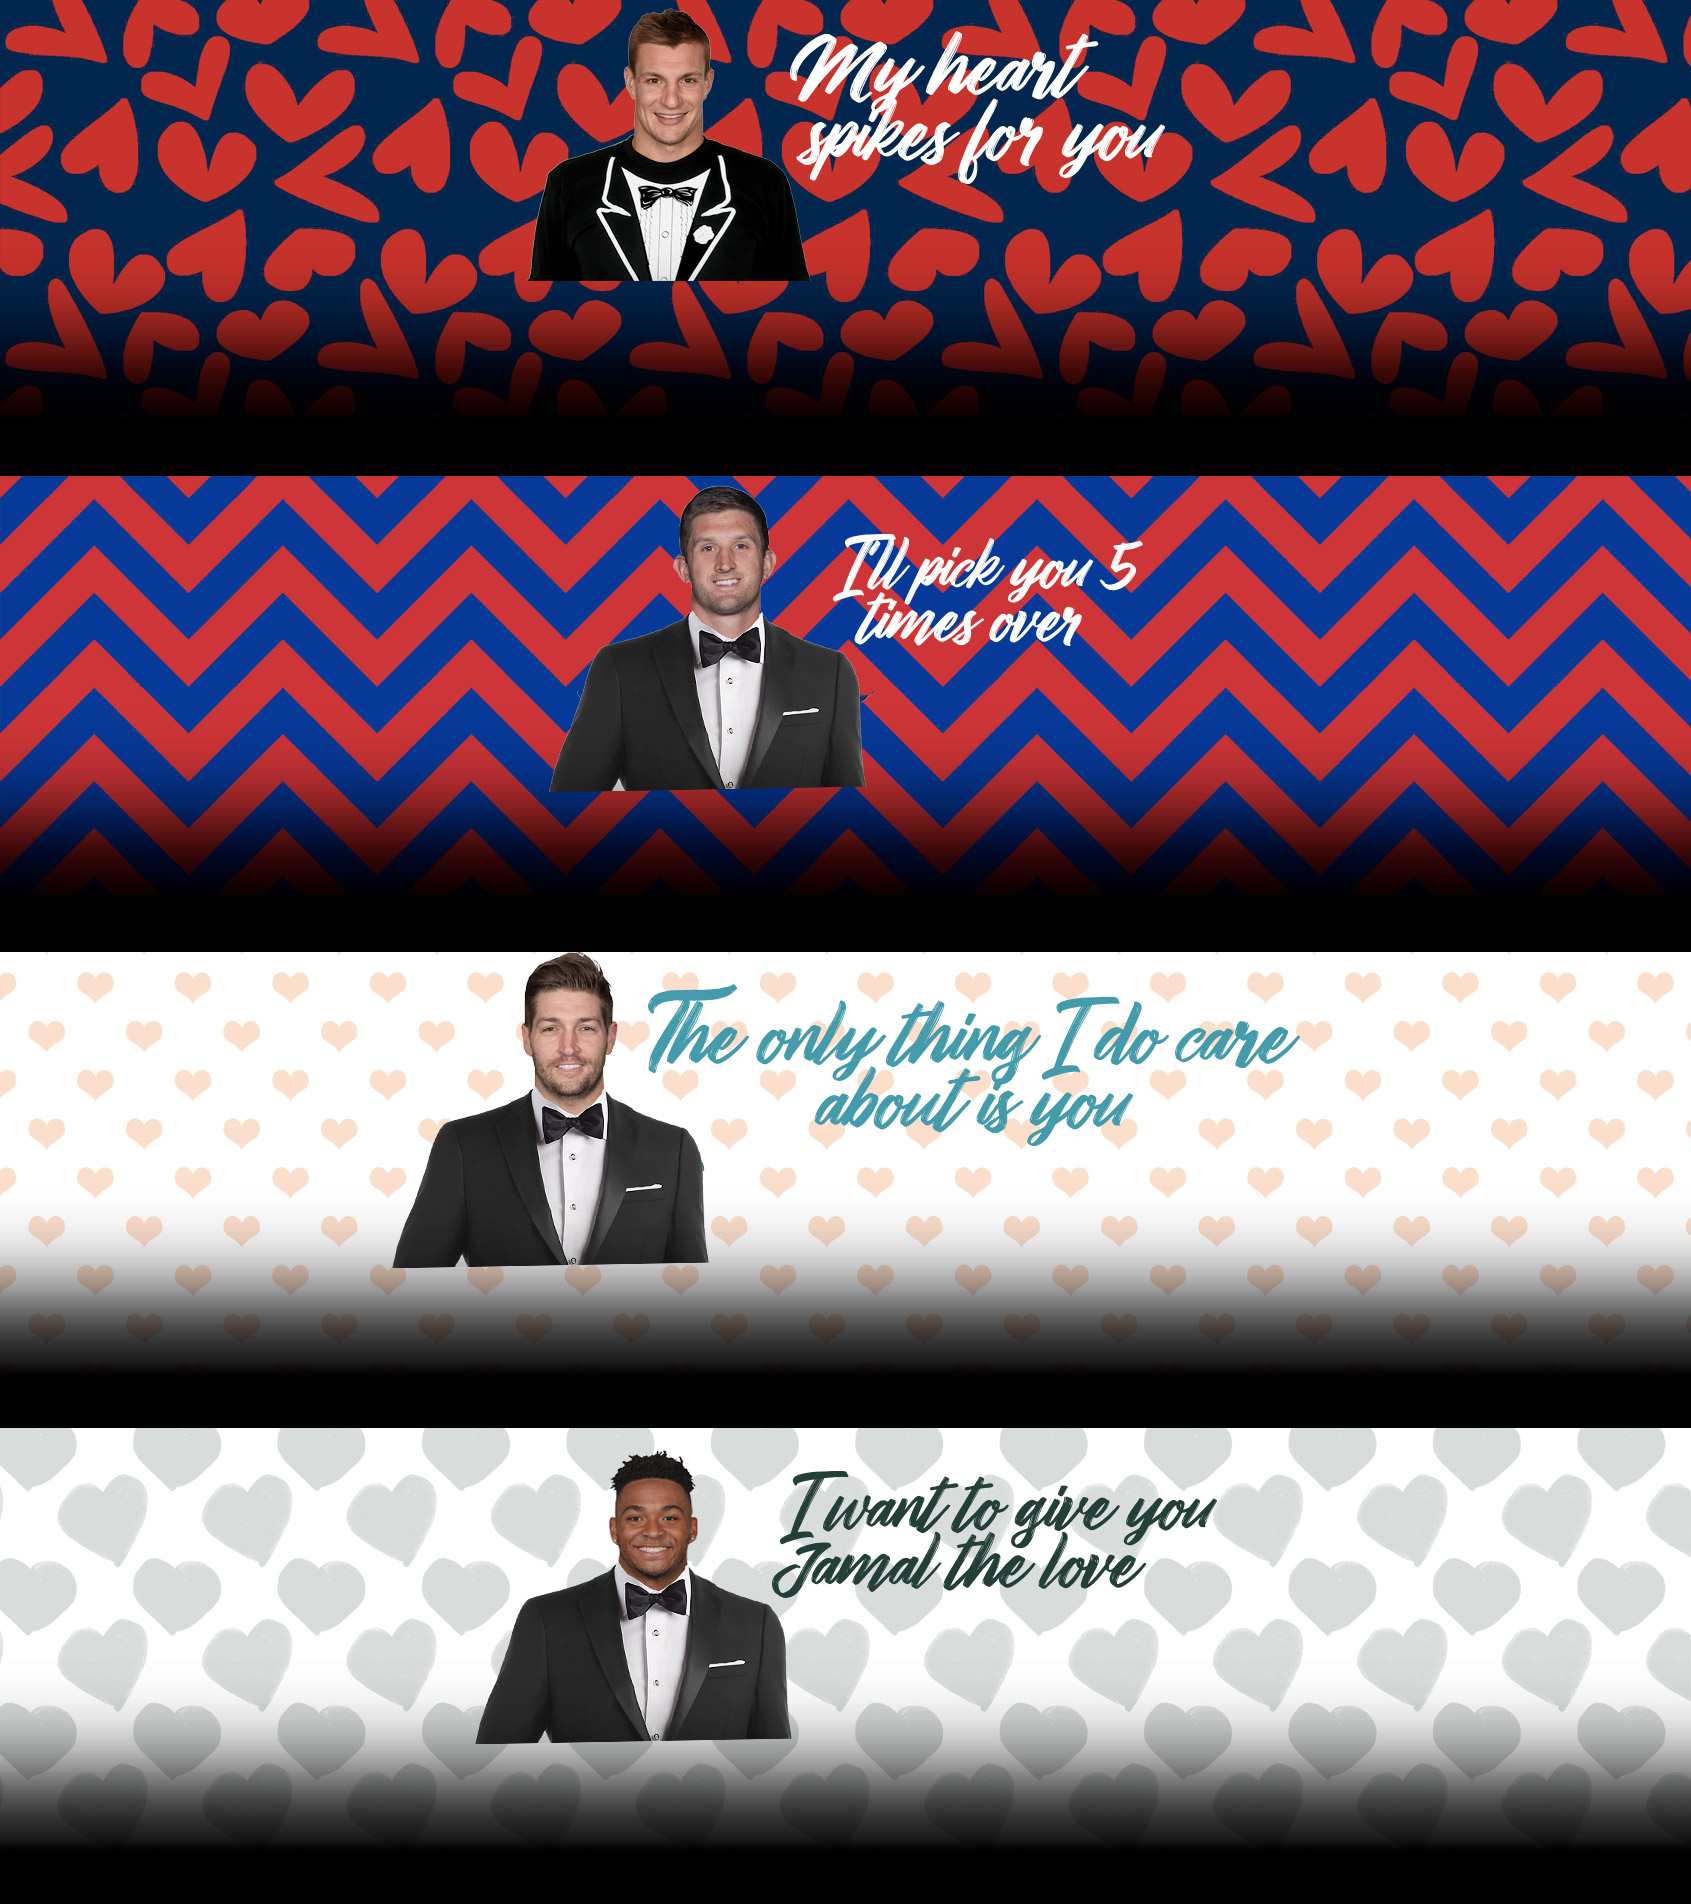 My heart
spikes for you
I'll pick you 5
times over
The only thing I do care
about is you
I want to give you
Jamal the love